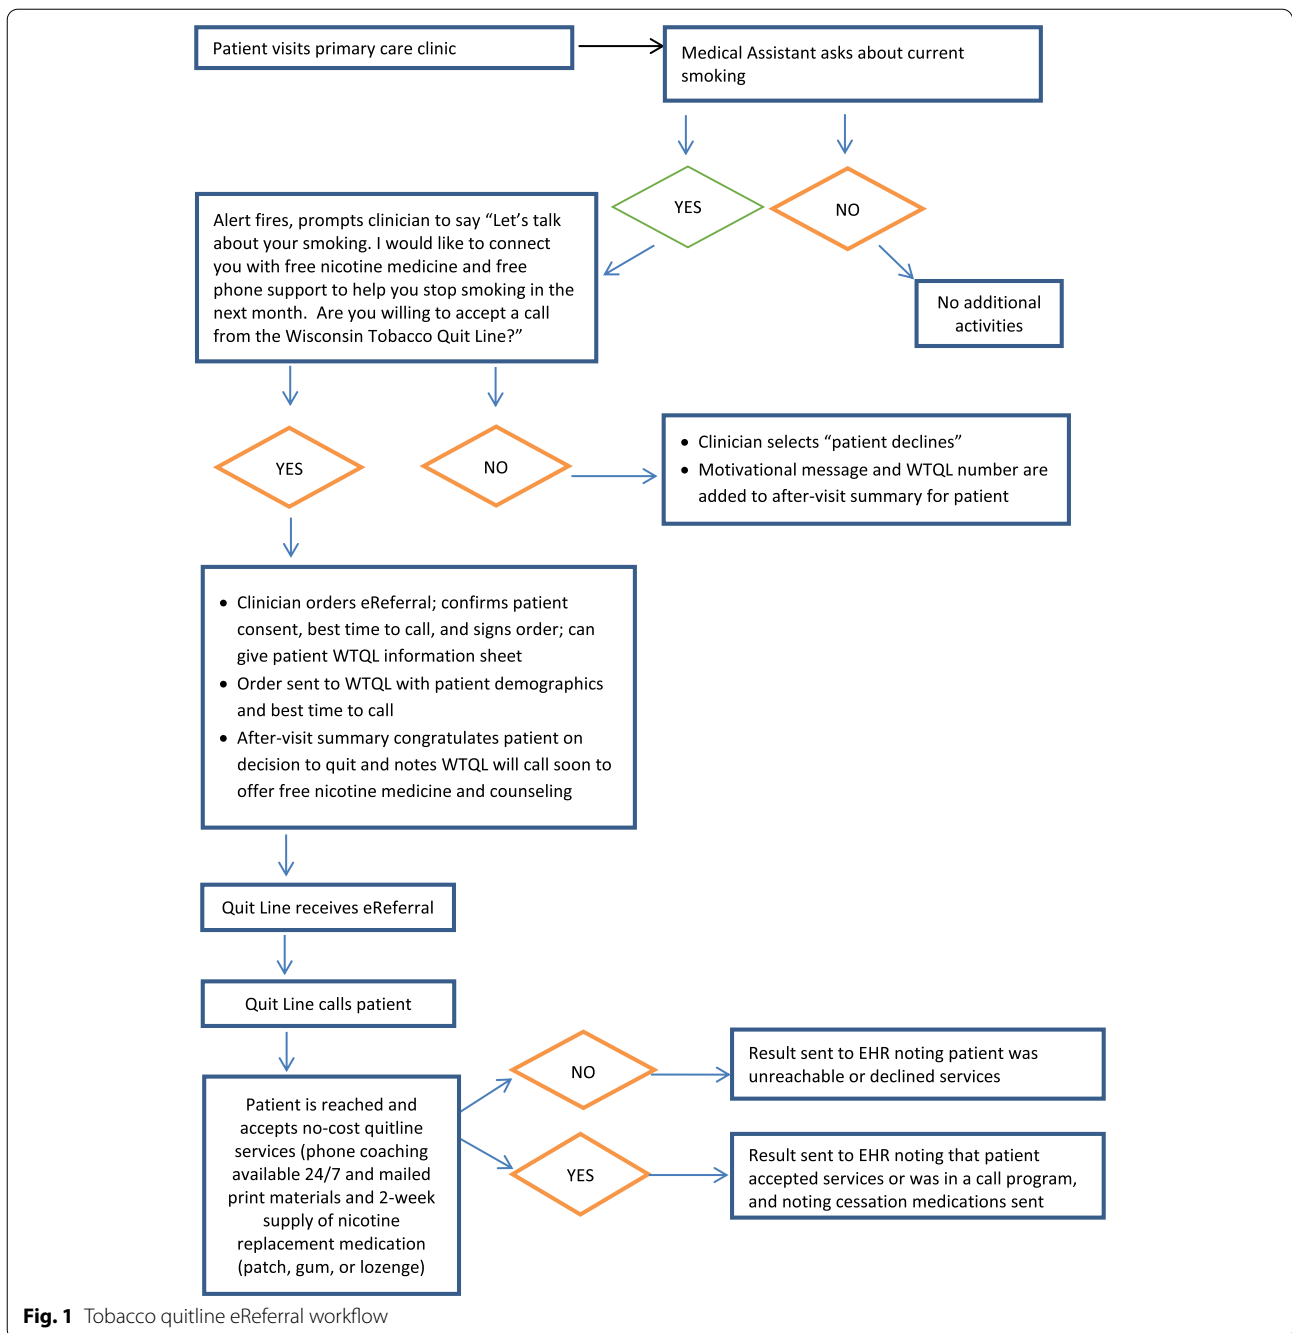 Patient visits primary care clinic
Medical Assistant asks about current
smoking
YES
NO
Alert fires, prompts clinician to say “Let’s talk
about your smoking. I would like to connect
you with free nicotine medicine and free
phone support to help you stop smoking in the
next month.  Are you willing to accept a call
from the Wisconsin Tobacco Quit Line?”
No additional
activities
YES
NO
• Clinician selects “patient declines”
• Motivational message and WTQL number are
added to after-visit summary for patient
• Clinician orders eReferral; confirms patient
consent, best time to call, and signs order; can
give patient WTQL information sheet
• Order sent to WTQL with patient demographics
and best time to call
• After-visit summary congratulates patient on
decision to quit and notes WTQL will call soon to
offer free nicotine medicine and counseling
Quit Line receives eReferral
Quit Line calls patient
Patient is reached and
accepts no-cost quitline
services (phone coaching
available 24/7 and mailed
print materials and 2-week
supply of nicotine
replacement medication
(patch, gum, or lozenge)
NO
Result sent to EHR noting patient was
unreachable or declined services
YES
Result sent to EHR noting that patient
accepted services or was in a call program,
and noting cessation medications sent
Fig. 1 Tobacco quitline eReferral workflow